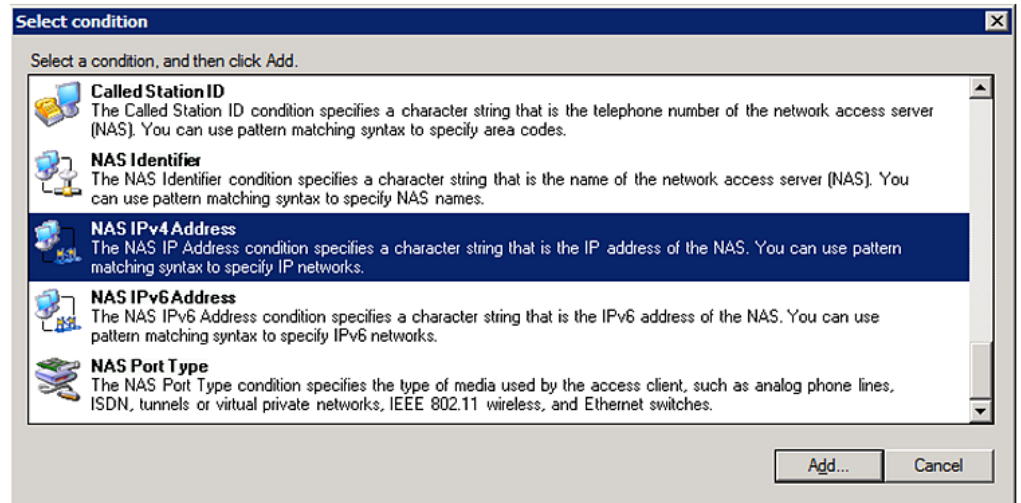 Select condition
Select a condition, and then click Add.
Called Station ID
The Called Station ID condition specifies a character string that is the telephone number of the network access server
(NAS). You can use pattern matching syntax to specify area codes.
NAS Identifier
The NAS Identifier condition specifies a character string that is the name of the network access server (NAS). You
can use pattern matching syntax to specify NAS names.
NAS IPv4 Address
The NAS IP Address condition specifies a character string that is the IP address of the NAS. You can use pattern
matching syntax to specify IP networks.
NAS IPv6 Address
The NAS IPv6 Address condition specifies a character string that is the IPv6 address of the NAS. You can use
pattern matching syntax to specify IPv6 networks.
NAS Port Type
The NAS Port Type condition specifies the type of media used by the access client, such as analog phone lines,
ISDN, tunnels or virtual private networks, IEEE 802.11 wireless, and Ethernet switches.
Add... Cancel